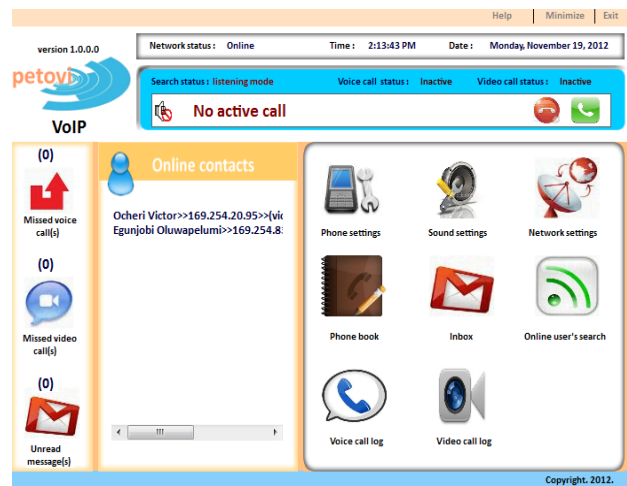 Help Minimize Exit
version 1.0.0.0
Network status : Online Time : 2:13:43 PM Date : Monday, November 19, 2012
petovip
VoIP
Search status : listening mode Voice call status : Inactive Video call status : Inactive
No active call
(0)
Missed voice
call(s)
(0)
Missed video
call(s)
(0)
Unread
message(s)
Online contacts
Ocheri Victor>>169.254.20.95>>(vic
Egunjobi Oluwapelumi>>169.254.8
Phone settings
Sound settings
Network settings
Phone book
Inbox
Online user's search
Voice call log
Video call log
Copyright. 2012.